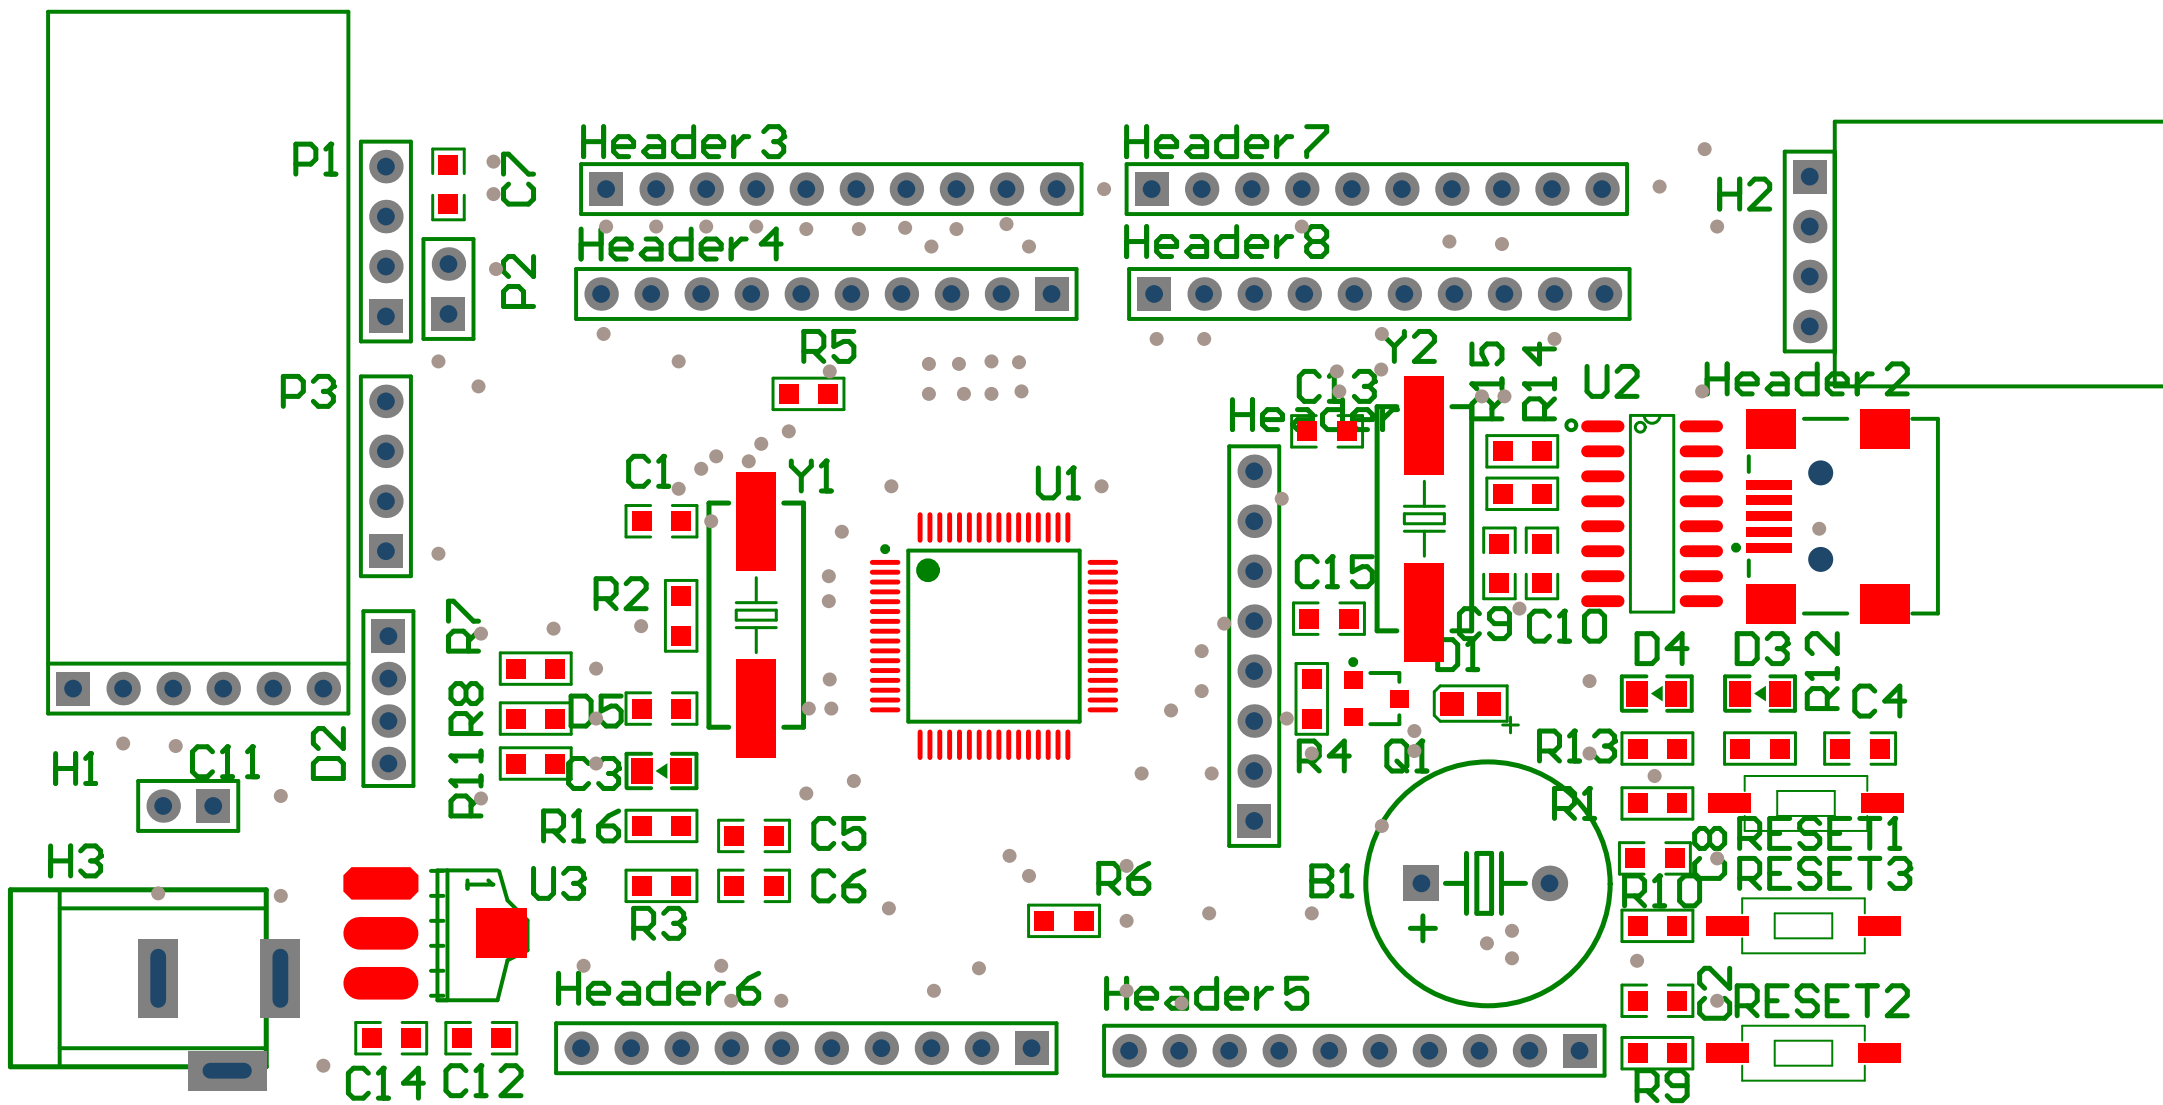 P1
C7
Header3
Header7
H2
P2
Header4
Header8
R5
Y2
R15
R14
P3
C13
U2
Header2
Header
C1
Y1
U1
R2
C15
R7
C9
C10
D1
D4
D3
R12
R8
D5
C4
D2
H1
C11
R11
C3
R4
Q1
R13
R16
C5
R1
C8
RESET1
H3
1
U3
C6
R6
B1
+
+
R10
RESET3
R3
Header6
Header5
C2
RESET2
C14
C12
R9